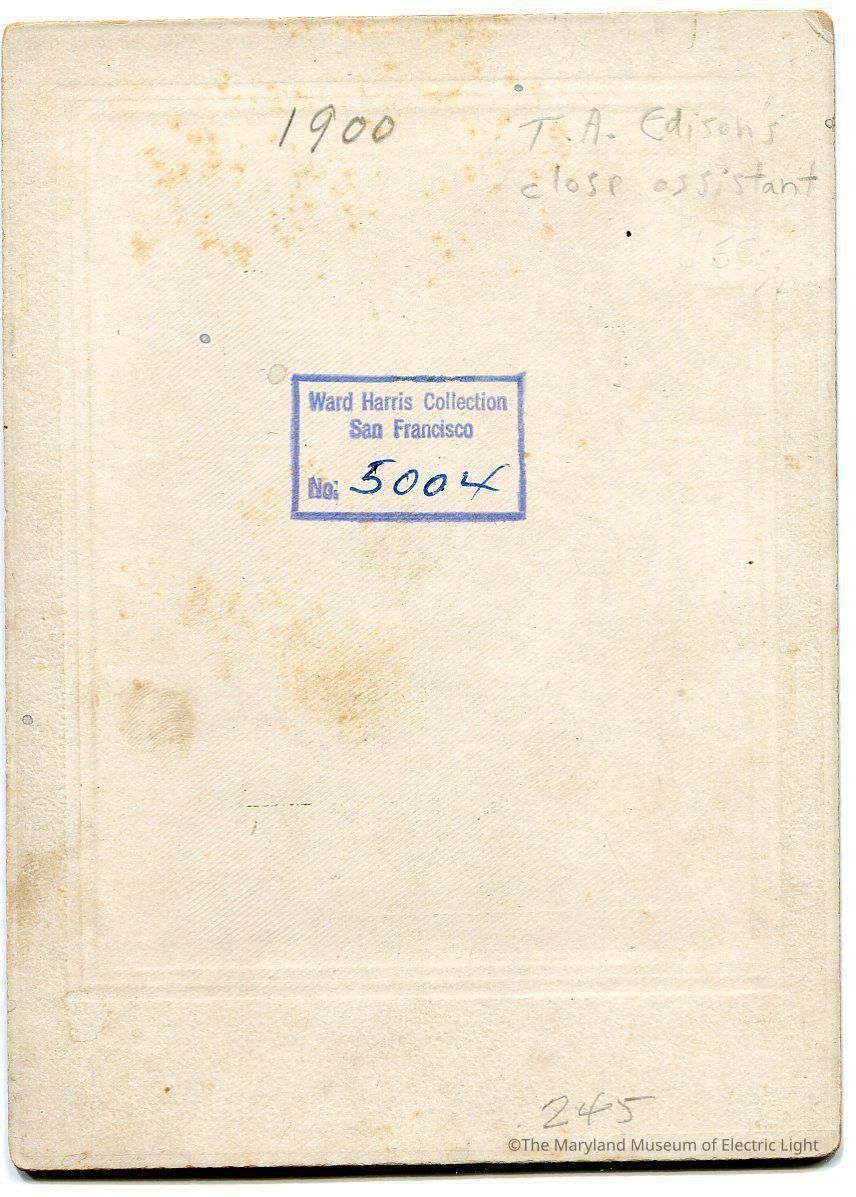 1900
T. A. Edison's
close assistant
Ward Harris Collection
San Francisco
No: 5004
245
©The Maryland Museum of Electric Light